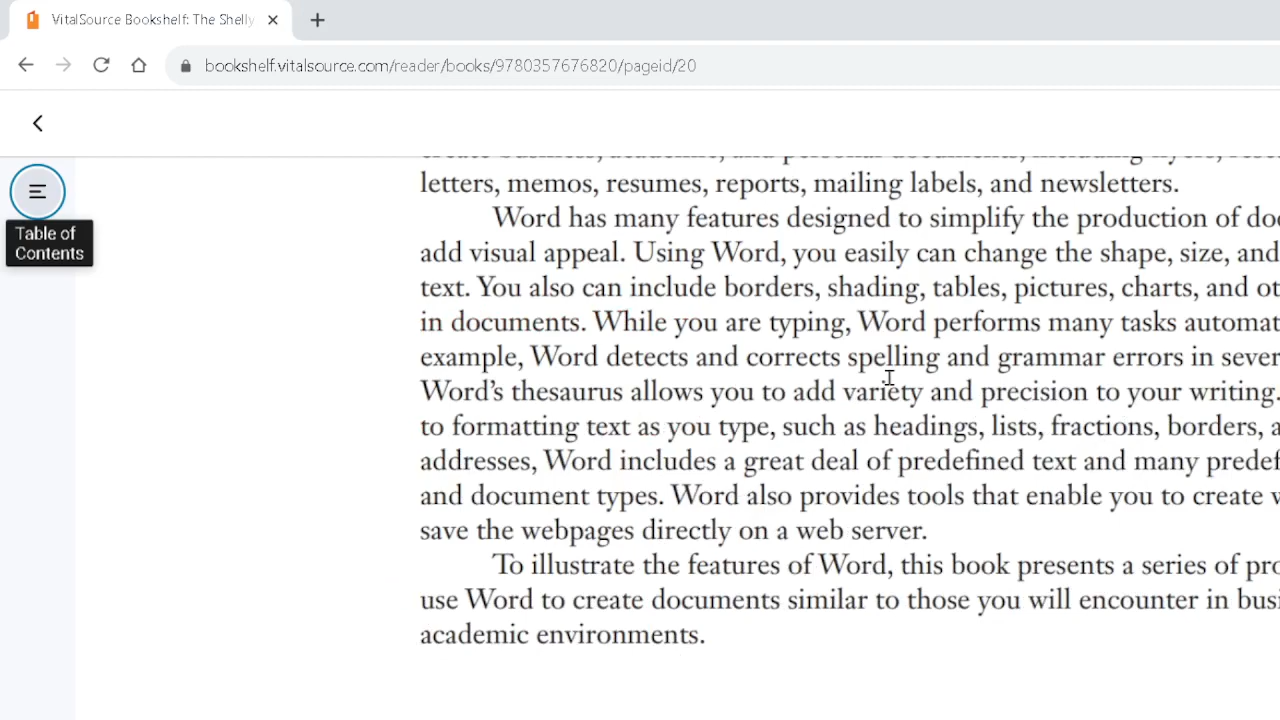 VitalSource Bookshelf: The Shelly
bookshelf.vitalsource.com/reader/books/9780357676820/pageid/20
Table of
Contents
create business, academic, and personal documents, including flyers,
letters, memos, resumes, reports, mailing labels, and newsletters.
Word has many features designed to simplify the production of
add visual appeal. Using Word, you easily can change the shape, size, and
text. You also can include borders, shading, tables, pictures, charts, and
in documents. While you are typing, Word performs many tasks
example, Word detects and corrects spelling and grammar errors in
Word's thesaurus allows you to add variety and precision to your writing.
to formatting text as you type, such as headings, lists, fractions, borders,
addresses, Word includes a great deal of predefined text and many
and document types. Word also provides tools that enable you to create
save the webpages directly on a web server.
To illustrate the features of Word, this book presents a series of
use Word to create documents similar to those you will encounter in
academic environments.